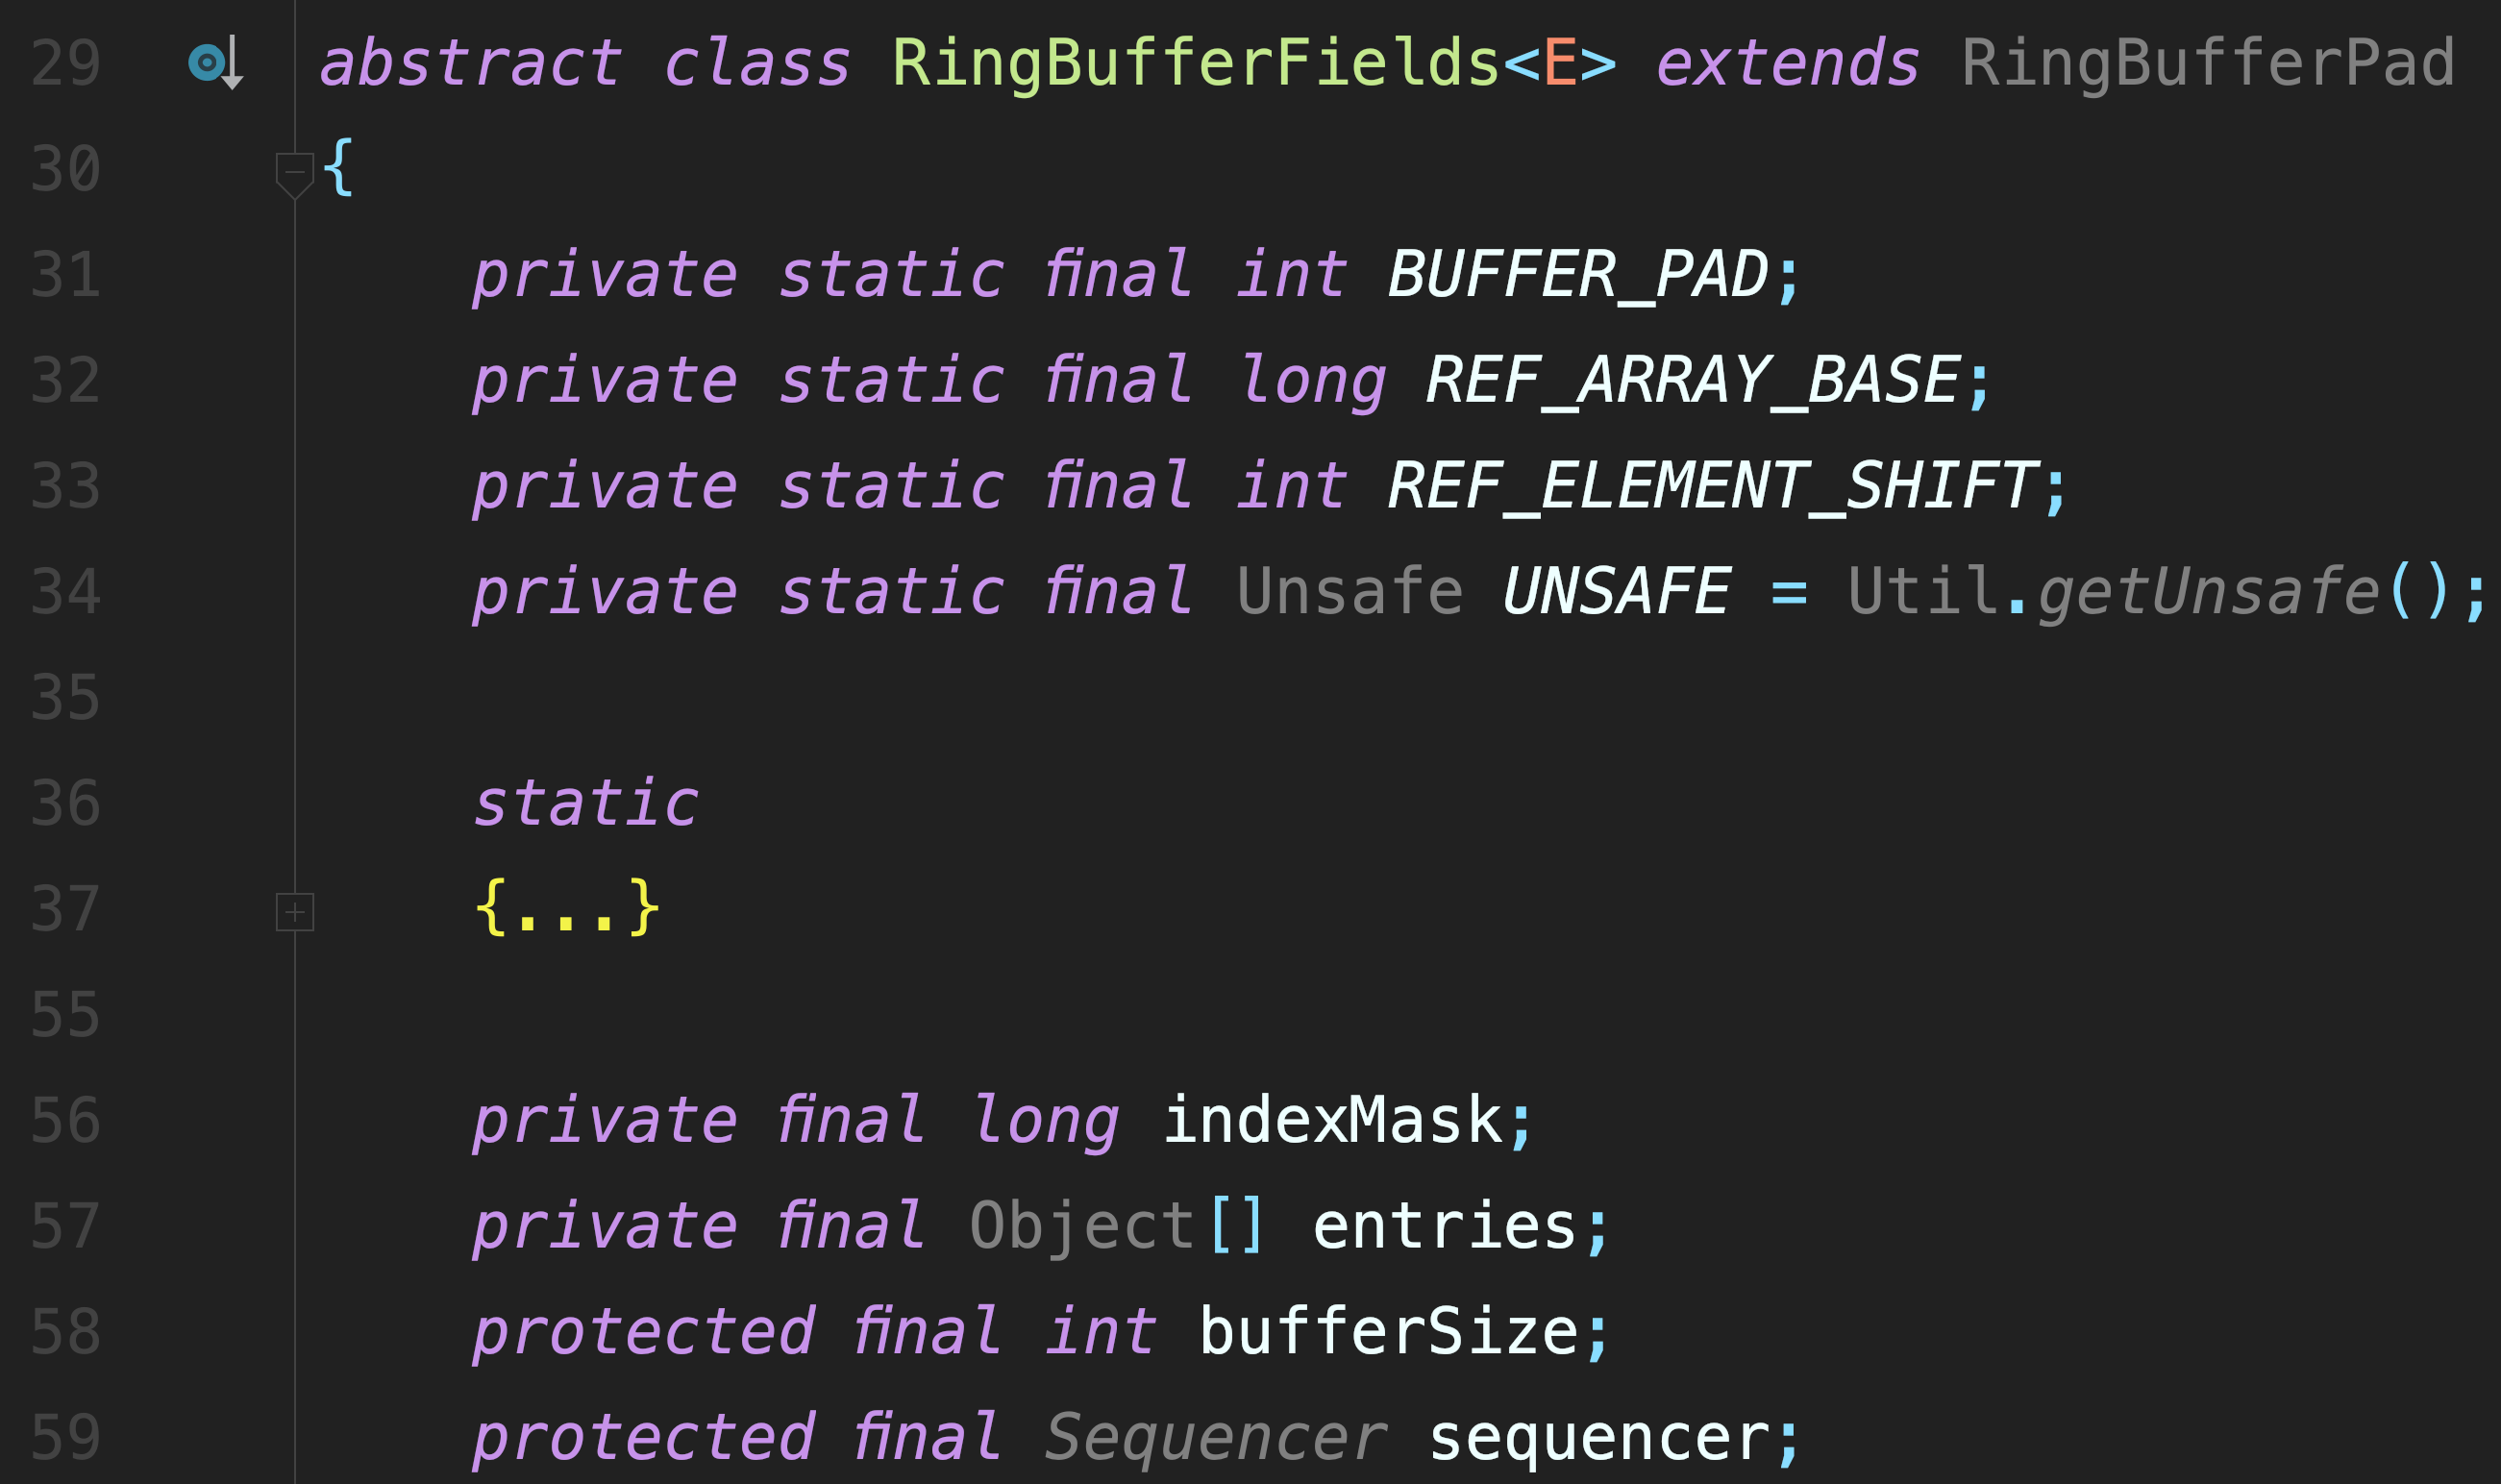 29 abstract class RingBufferFields<E> extends RingBufferPad
30 {
31 private static final int BUFFER_PAD;
32 private static final long REF_ARRAY_BASE;
33 private static final int REF_ELEMENT_SHIFT;
34 private static final Unsafe UNSAFE = Util.getUnsafe();
35
36 static
37 {...}
55
56 private final long indexMask;
57 private final Object[] entries;
58 protected final int bufferSize;
59 protected final Sequencer sequencer;